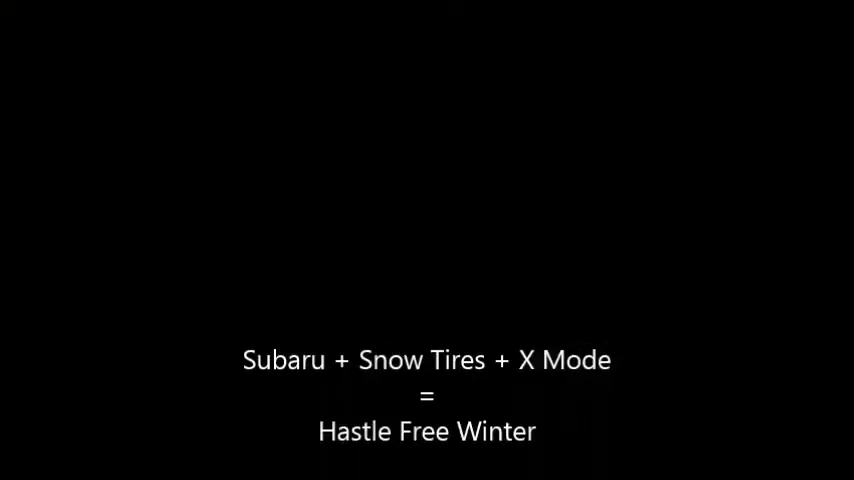 Subaru + Snow Tires + X Mode
=
Hastle Free Winter